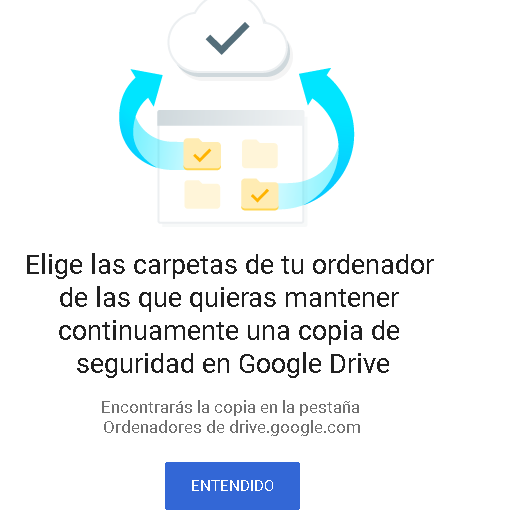 Elige las carpetas de tu ordenador
de las que quieras mantener
continuamente una copia de
seguridad en Google Drive
Encontrarás la copia en la pestaña
Ordenadores de drive.google.com
ENTENDIDO